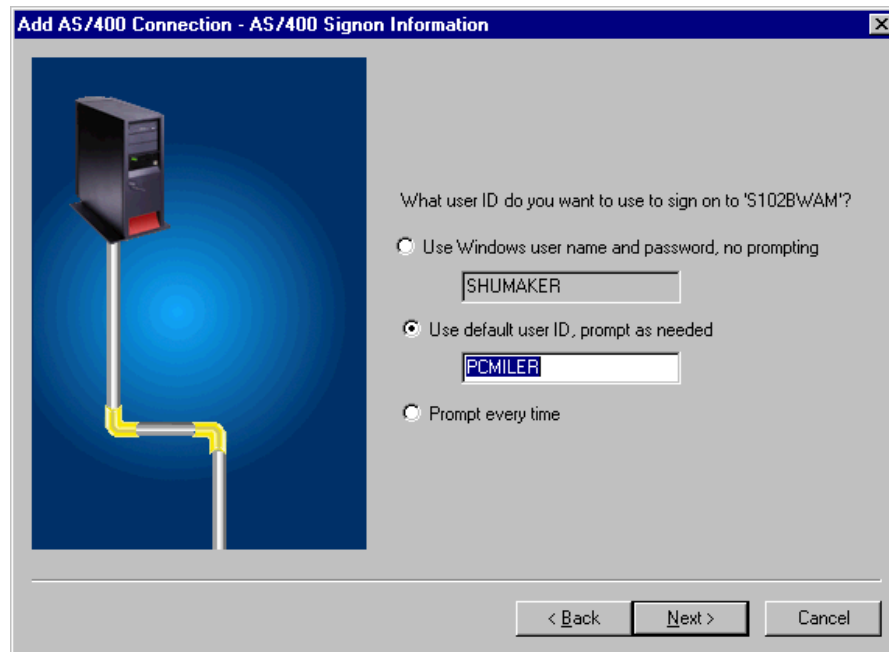 Add AS/400 Connection - AS/400 Signon Information
What user ID do you want to use to sign on to 'S102BWAM'?
Use Windows user name and password, no prompting
SHUMAKER
Use default user ID, prompt as needed
PCMILER
Prompt every time
< Back
Next >
Cancel